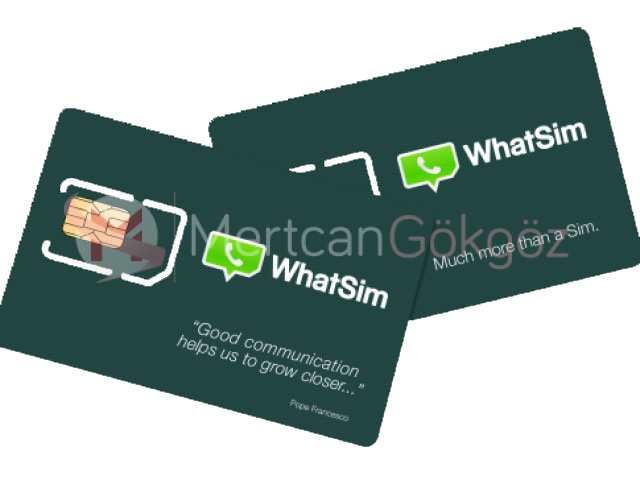 WhatSim
Much more than a Sim.
MertcanGökgöz
WhatSim
"Good communication
helps us to grow closer..."
Pope Francesco